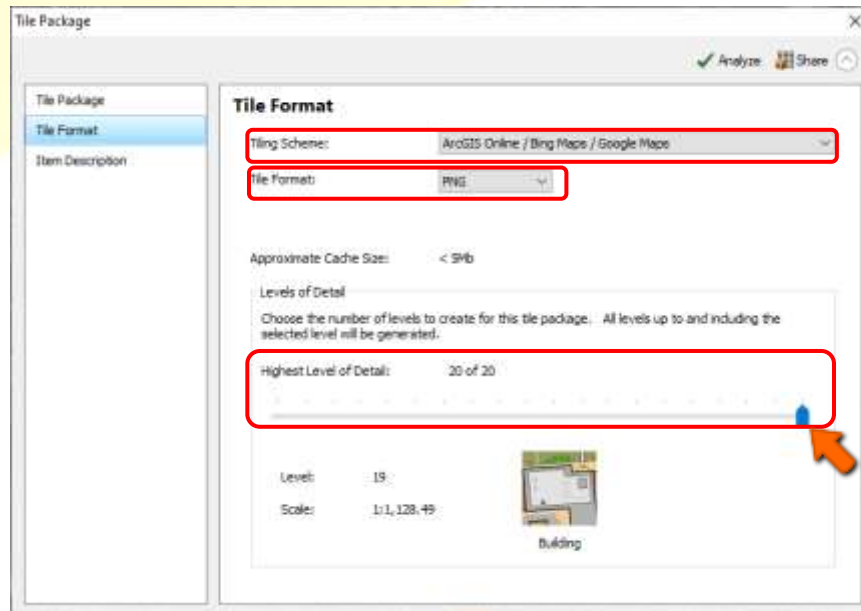 Tile Package
Analyze Share
Tile Package
Tile Format
Item Description
Tile Format
Tiling Scheme: ArcGIS Online / Bing Maps / Google Maps
Tile Format: PNG
Approximate Cache Size: < 5Mb
Levels of Detail
Choose the number of levels to create for this tile package. All levels up to and including the
selected level will be generated.
Highest Level of Detail: 20 of 20
Level: 19
Scale: 1:1,128.49
Building